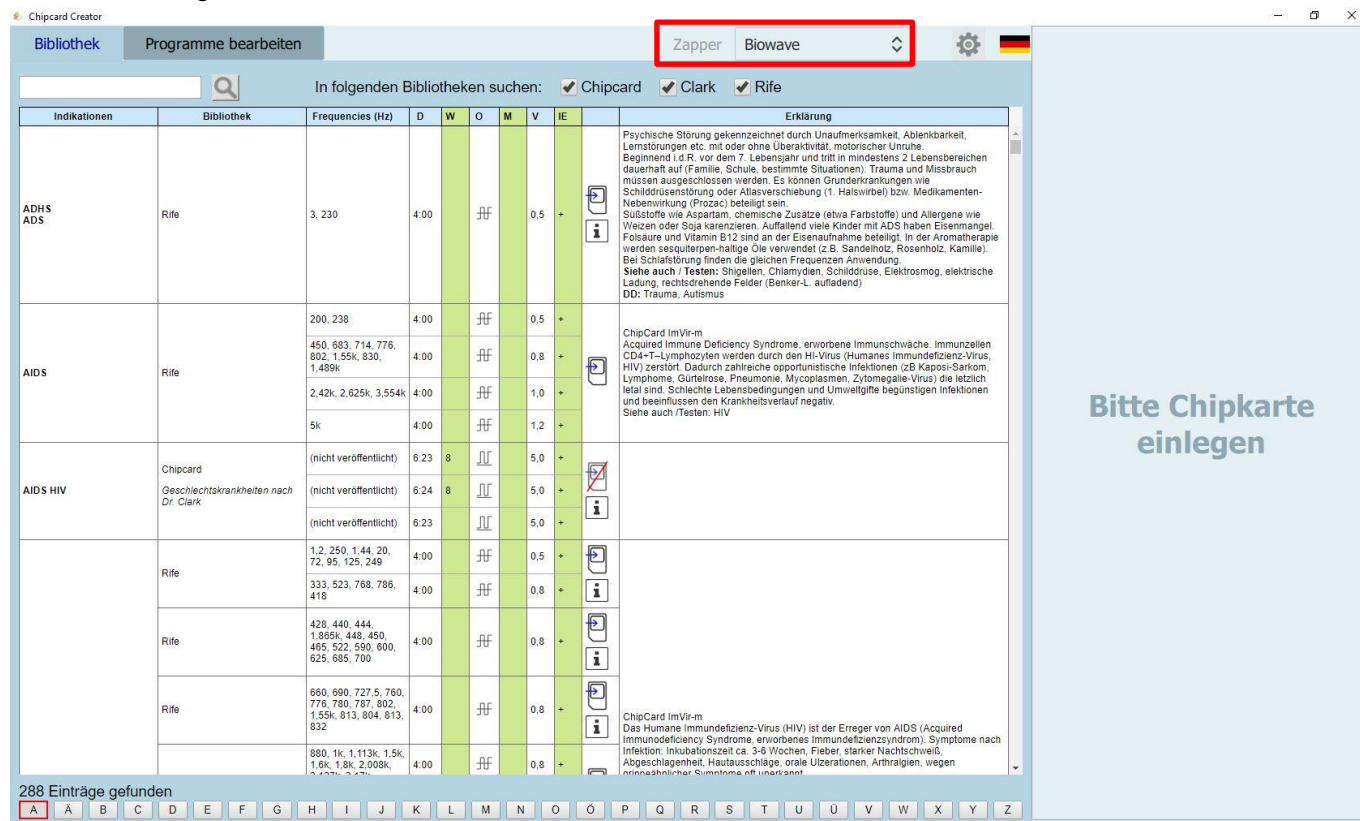 Chipcard Creator
Bibliothek Programme bearbeiten Zapper Biowave
In folgenden Bibliotheken suchen: Chipcard Clark Rife
Indikationen Bibliothek Frequencies (Hz) D W O M V IE Erklärung
ADHS
ADS
Rife
3, 230 4:00 0,5 +
Psychische Störung gekennzeichnet durch Unaufmerksamkeit, Ablenkbarkeit,
Lernstörungen etc. mit oder ohne Überaktivität, motorischer Unruhe.
Beginnend i.d.R. vor dem 7. Lebensjahr und tritt in mindestens 2 Lebensbereichen
dauerhaft auf (Familie, Schule, bestimmte Situationen). Trauma und Missbrauch
müssen ausgeschlossen werden. Es können Grunderkrankungen wie
Schilddrüsenstörung oder Atlasverschiebung (1. Halswirbel) bzw. Medikamenten-
Nebenwirkung (Prozac) beteiligt sein.
Süßstoffe wie Aspartam, chemische Zusätze (etwa Farbstoffe) und Allergene wie
Weizen oder Soja karenzieren. Auffallend viele Kinder mit ADS haben Eisenmangel.
Folsäure und Vitamin B12 sind an der Eisenaufnahme beteiligt. In der Aromatherapie
werden sesquiterpen-haltige Öle verwendet (z.B. Sandelholz, Rosenholz, Kamille).
Bei Schlafstörung finden die gleichen Frequenzen Anwendung.
Siehe auch / Testen: Shigellen, Chlamydien, Schilddrüse, Elektrosmog, elektrische
Ladung, rechtsdrehende Felder (Benker-L. aufladend)
DD: Trauma, Autismus
AIDS
Rife
200, 238 4:00 0,5 +
450, 683, 714, 776,
802, 1,55k, 830,
1,489k
4:00 0,8 +
2,42k, 2,625k, 3,554k 4:00 1,0 +
5k 4:00 1,2 +
ChipCard ImVir-m
Acquired Immune Deficiency Syndrome, erworbene Immunschwäche. Immunzellen
CD4+T–Lymphozyten werden durch den HI-Virus (Humanes Immundefizienz-Virus,
HIV) zerstört. Dadurch zahlreiche opportunistische Infektionen (zB Kaposi-Sarkom,
Lymphome, Gürtelrose, Pneumonie, Mycoplasmen, Zytomegalie-Virus) die letzlich
letal sind. Schlechte Lebensbedingungen und Umweltgifte begünstigen Infektionen
und beeinflussen den Krankheitsverlauf negativ.
Siehe auch /Testen: HIV
AIDS HIV
Chipcard
Geschlechtskrankheiten nach
Dr. Clark
(nicht veröffentlicht) 6:23 8 5,0 +
(nicht veröffentlicht) 6:24 8 5,0 +
(nicht veröffentlicht) 6:23 5,0 +
Rife
1,2, 250, 1,44, 20,
72, 95, 125, 249
4:00 0,5 +
333, 523, 768, 786,
418
4:00 0,8 +
Rife
428, 440, 444,
1,865k, 448, 450,
465, 522, 590, 600,
625, 685, 700
4:00 0,8 +
Rife
660, 690, 727,5, 760,
776, 780, 787, 802,
1,55k, 813, 804, 813,
832
4:00 0,8 +
880, 1k, 1,113k, 1,5k,
1,6k, 1,8k, 2,008k,
4:00 0,8 +
ChipCard ImVir-m
Das Humane Immundefizienz-Virus (HIV) ist der Erreger von AIDS (Acquired
Immunodeficiency Syndrome, erworbenes Immundefizienzsyndrom). Symptome nach
Infektion: Inkubationszeit ca. 3-6 Wochen, Fieber, starker Nachtschweiß,
Abgeschlagenheit, Hautausschläge, orale Ulzerationen, Arthralgien, wegen
grippeähnlicher Symptome oft unerkannt
Bitte Chipkarte
einlegen
288 Einträge gefunden
A Ä B C D E F G H I J K L M N O Ö P Q R S T U Ü V W X Y Z